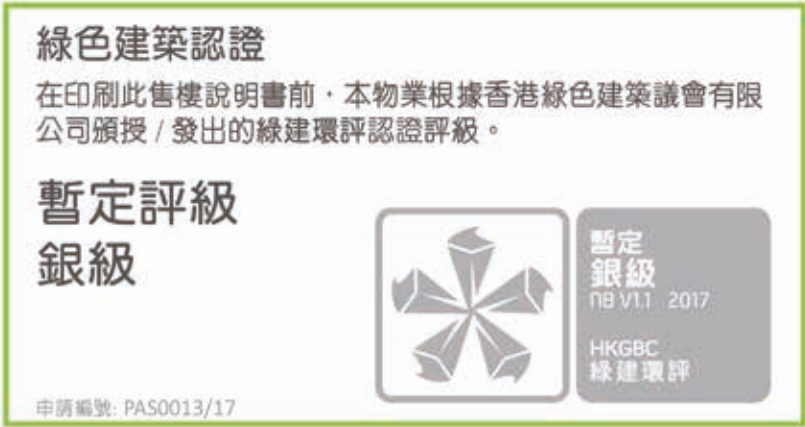 綠色建築認證
在印刷此售樓說明書前，本物業根據香港綠色建築議會有限
公司頒授 / 發出的綠建環評認證評級。
暫定評級
銀級
暫定
銀級
NB V1.1 2017
HKGBC
綠建環評
申請編號: PAS0013/17